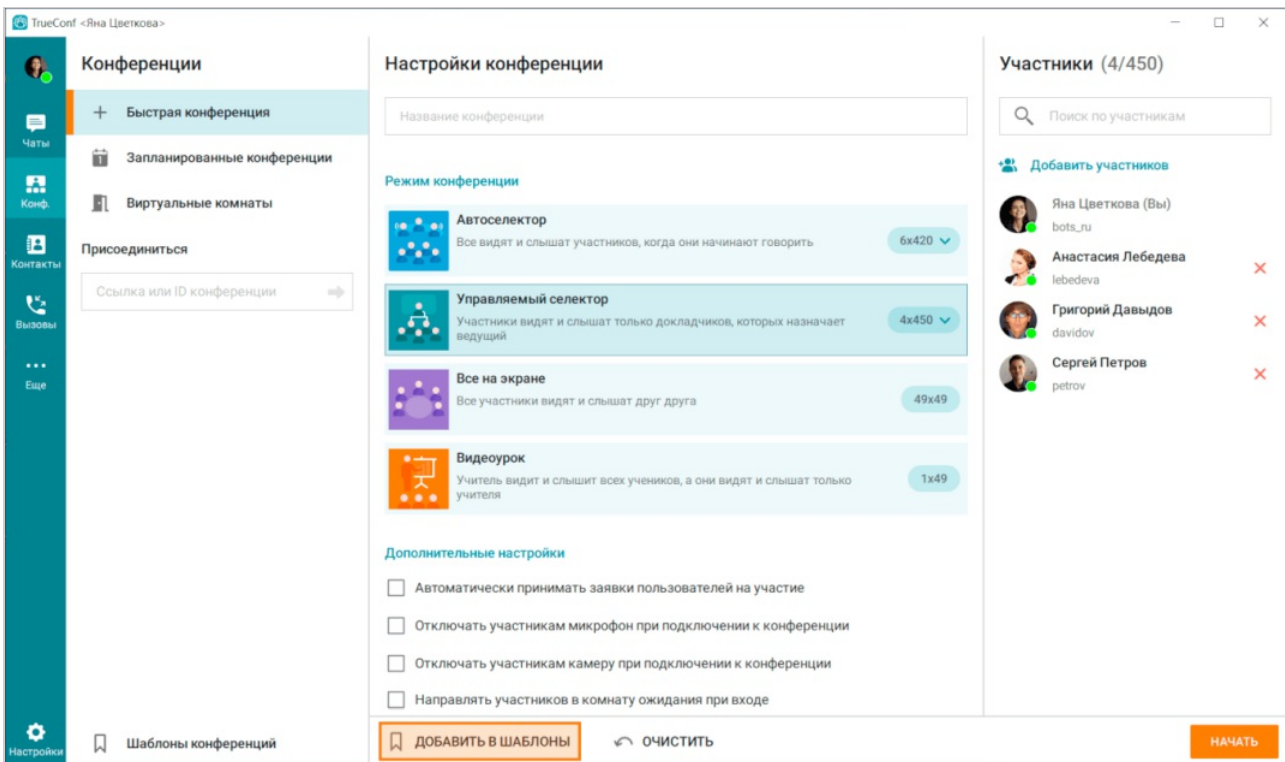 TrueConf <Яна Цветкова>
Чаты
Конф.
Контакты
Вызовы
Еще
Настройки
Конференции
Быстрая конференция
Запланированные конференции
Виртуальные комнаты
Присоединиться
Ссылка или ID конференции
Шаблоны конференций
Настройки конференции
Название конференции
Режим конференции
Автоселектор
Все видят и слышат участников, когда они начинают говорить
6x420
Управляемый селектор
Участники видят и слышат только докладчиков, которых назначает
ведущий
4x450
Все на экране
Все участники видят и слышат друг друга
49x49
Видеоурок
Учитель видит и слышит всех учеников, а они видят и слышат только
учителя
1x49
Дополнительные настройки
Автоматически принимать заявки пользователей на участие
Отключать участникам микрофон при подключении к конференции
Отключать участникам камеру при подключении к конференции
Направлять участников в комнату ожидания при входе
ДОБАВИТЬ В ШАБЛОНЫ
ОЧИСТИТЬ
НАЧАТЬ
Участники (4/450)
Поиск по участникам
Добавить участников
Яна Цветкова (Вы)
bots_ru
Анастасия Лебедева
lebedeva
Григорий Давыдов
davidov
Сергей Петров
petrov